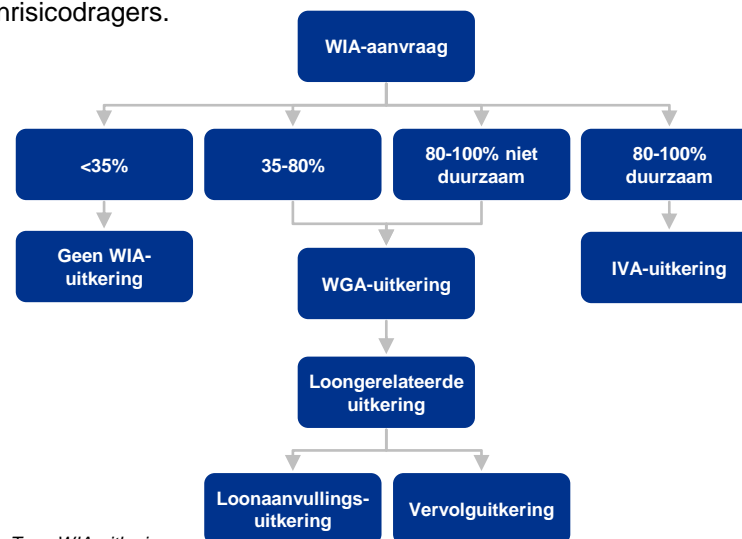 WIA-aanvraag
<35%
35-80%
80-100% niet
duurzaam
80-100%
duurzaam
Geen WIA-
uitkering
WGA-uitkering
IVA-uitkering
Loongerelateerde
uitkering
Loonaanvullings-
uitkering
Vervolguitkering